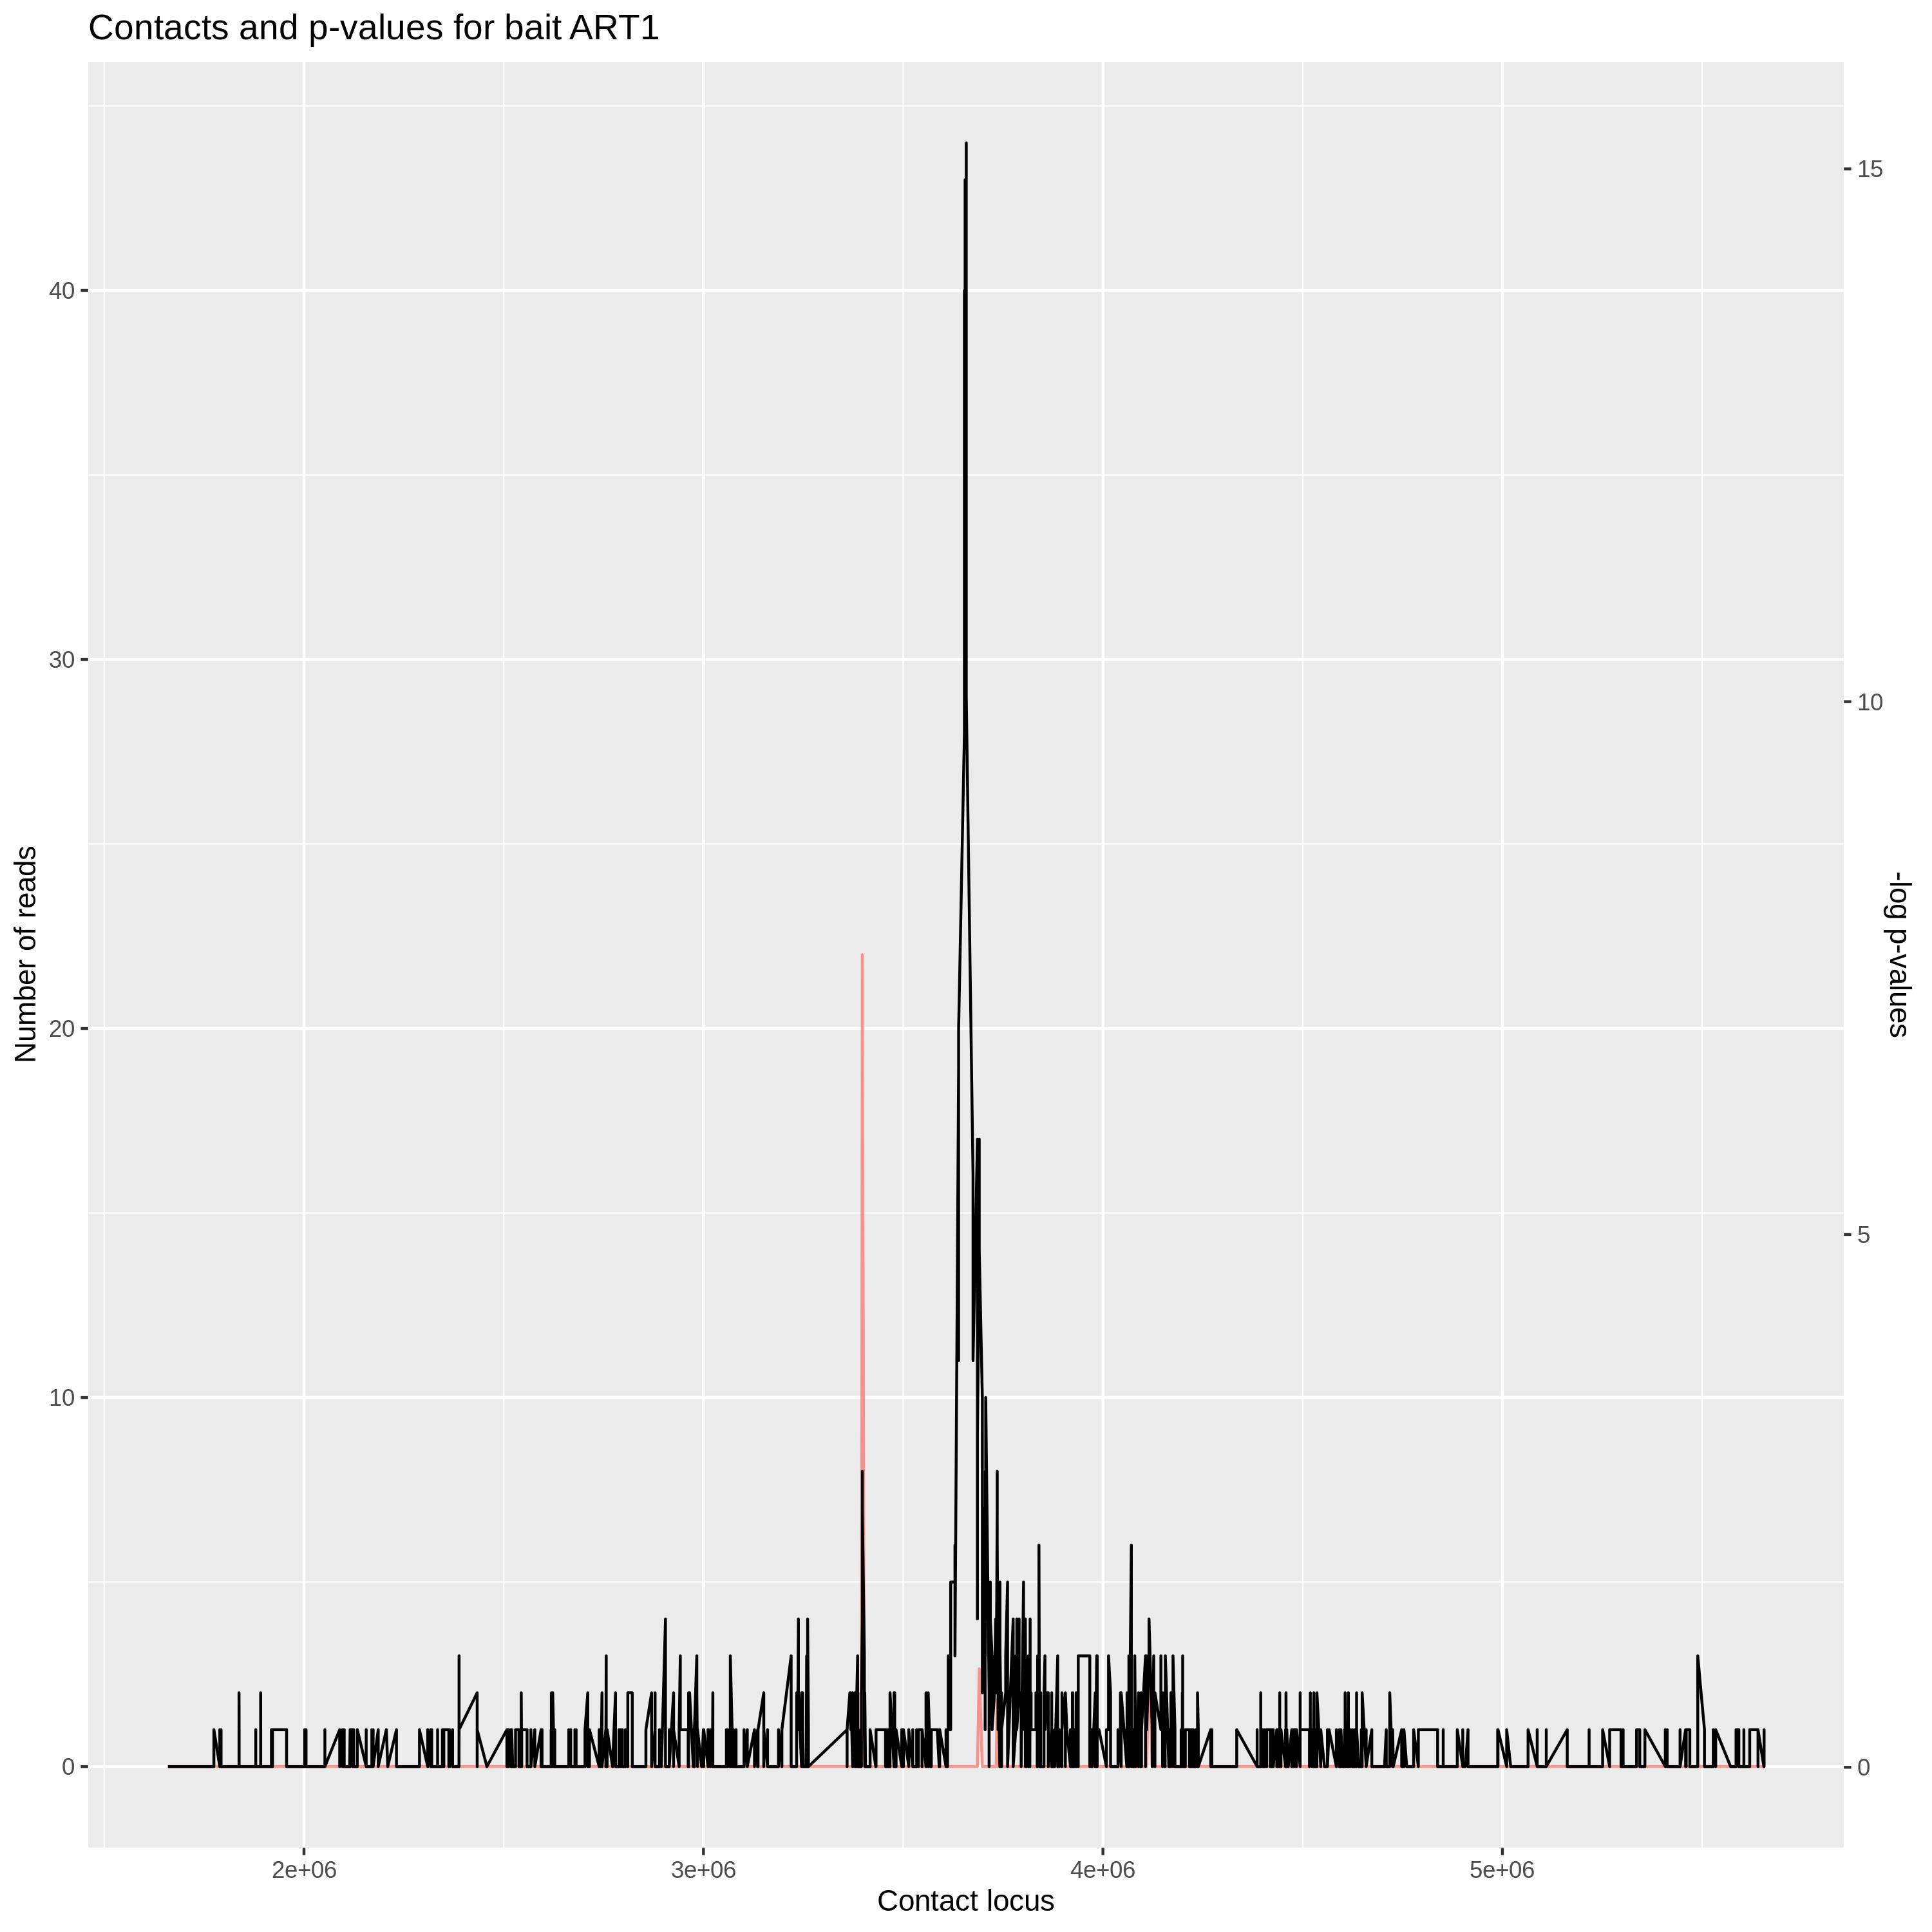 Contacts and p-values for bait ART1
Number of reads
40
30
20
10
0
15
10
5
0
-log p-values
2e+06 3e+06 4e+06 5e+06
Contact locus